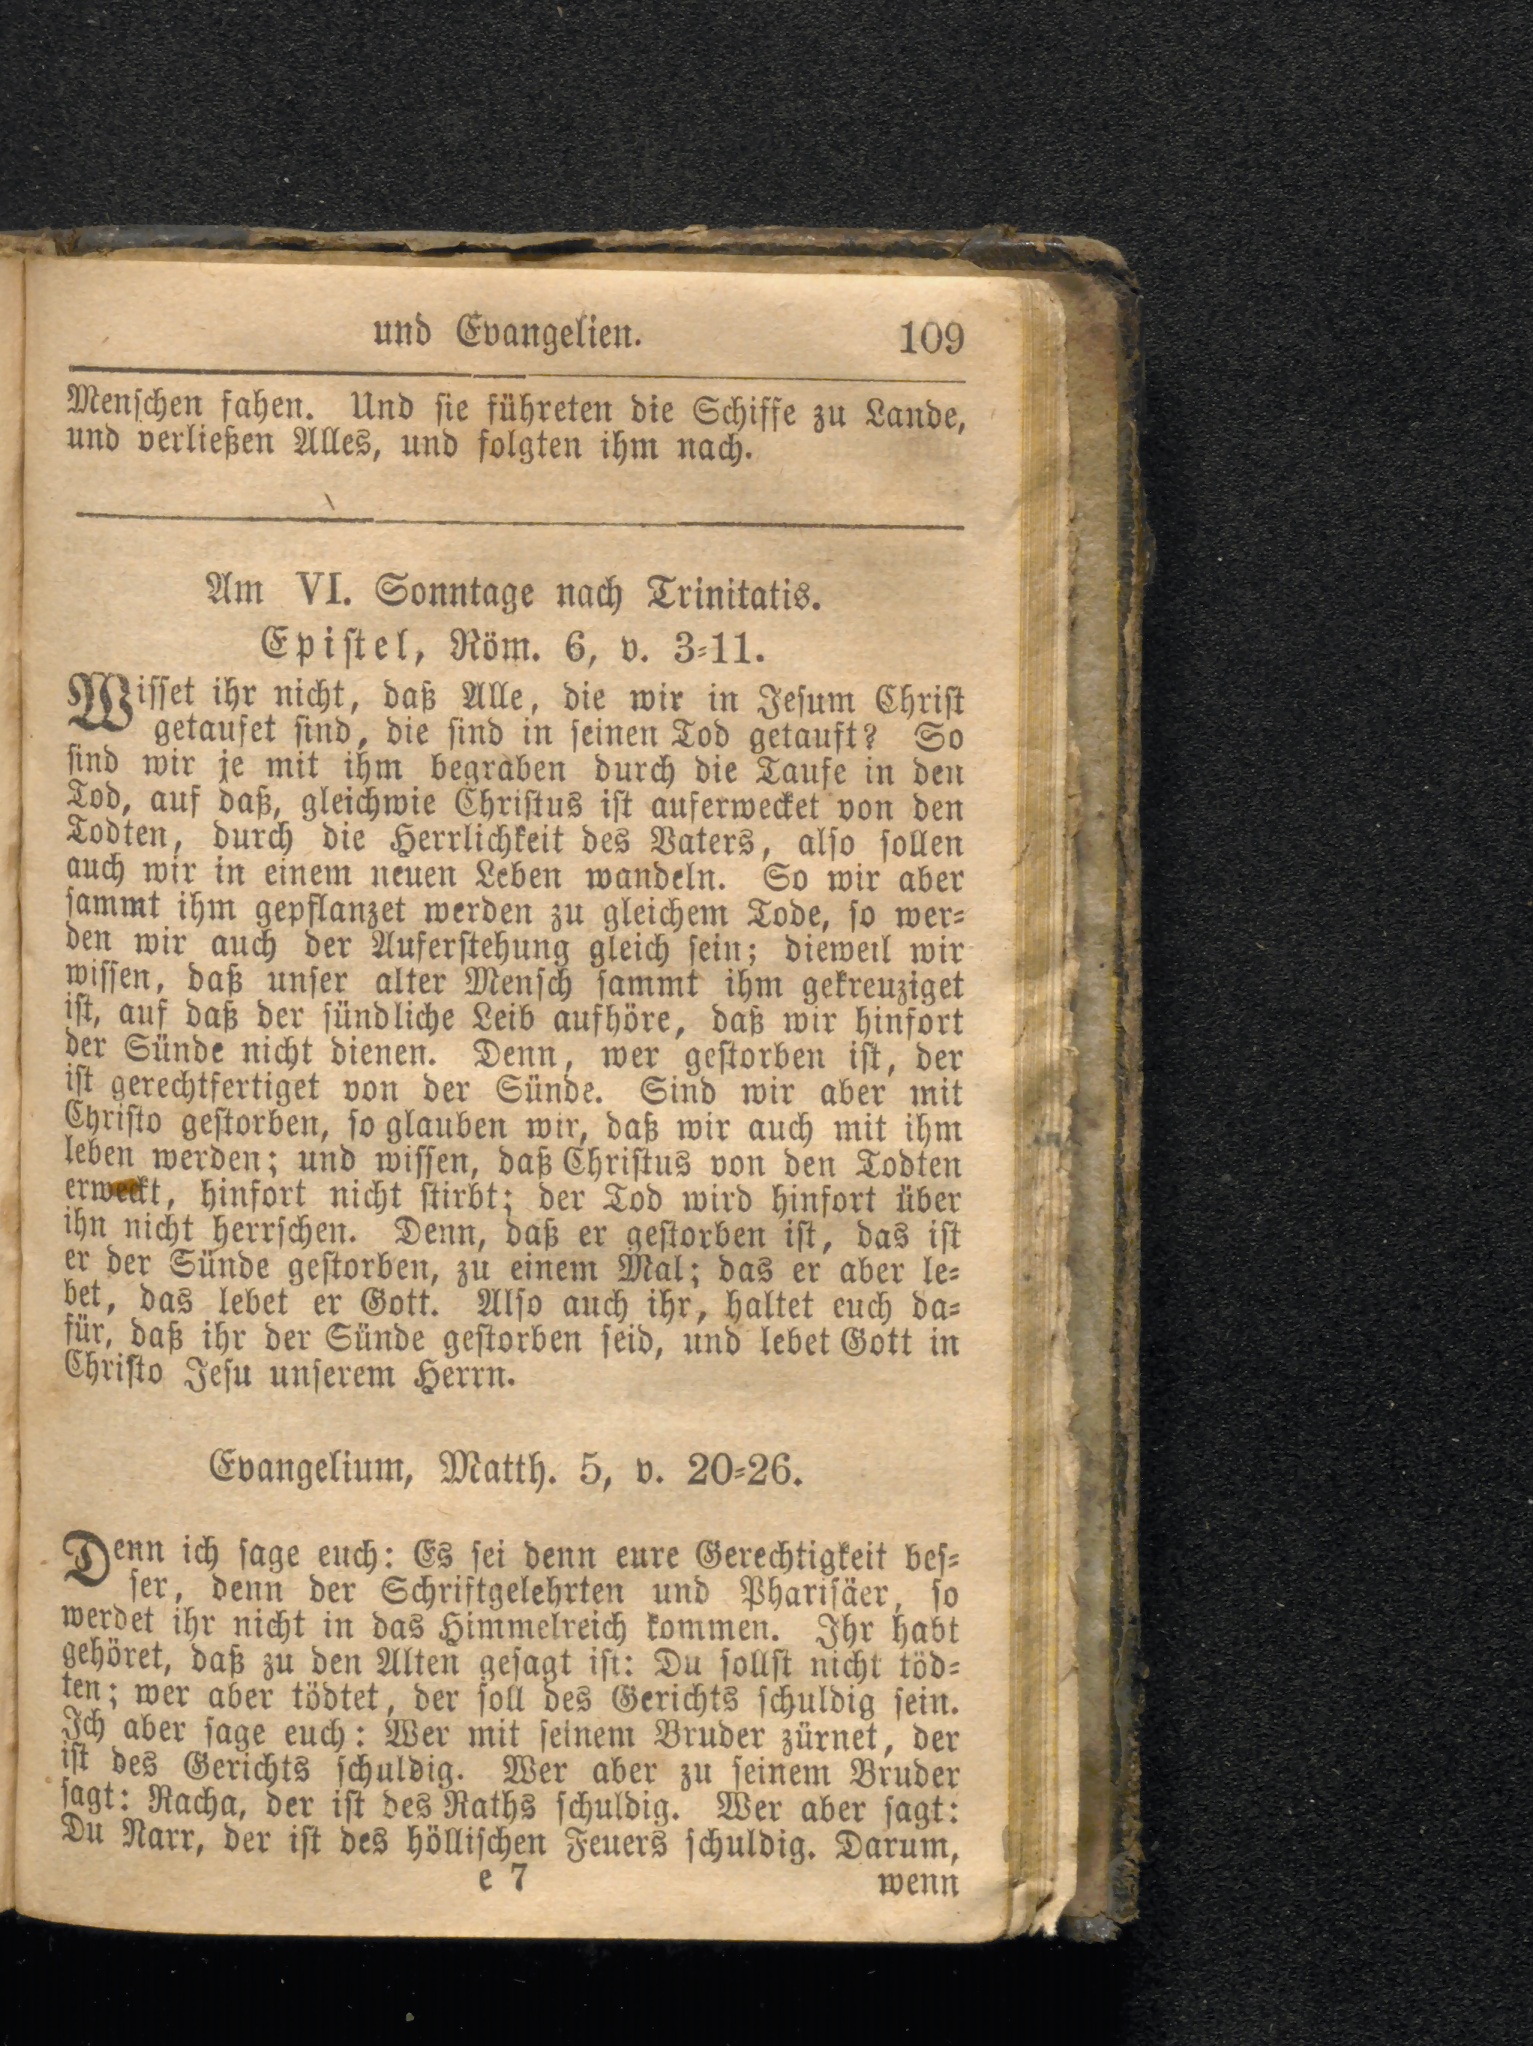 und Evangelien. 109
Menschen fahen. Und sie führeten die Schiffe zu Lande,
und verließen Alles, und folgten ihm nach.
Am VI. Sonntage nach Trinitatis.
Epistel, Röm. 6, v. 3-11.
Wisset ihr nicht, daß Alle, die wir in Jesum Christ
getaufet sind, die sind in seinen Tod getauft? So
sind wir je mit ihm begraben durch die Taufe in den
Tod, auf daß, gleichwie Christus ist auferwecket von den
Todten, durch die Herrlichkeit des Vaters, also sollen
auch wir in einem neuen Leben wandeln. So wir aber
sammt ihm gepflanzet werden zu gleichem Tode, so wer-
den wir auch der Auferstehung gleich sein; dieweil wir
wissen, daß unser alter Mensch sammt ihm gekreuziget
ist, auf daß der sündliche Leib aufhöre, daß wir hinfort
der Sünde nicht dienen. Denn, wer gestorben ist, der
ist gerechtfertiget von der Sünde. Sind wir aber mit
Christo gestorben, so glauben wir, daß wir auch mit ihm
leben werden; und wissen, daß Christus von den Todten
erweckt, hinfort nicht stirbt; der Tod wird hinfort über
ihn nicht herrschen. Denn, daß er gestorben ist, das ist
er der Sünde gestorben, zu einem Mal; das er aber le-
bet, das lebet er Gott. Also auch ihr, haltet euch da-
für, daß ihr der Sünde gestorben seid, und lebet Gott in
Christo Jesu unserem Herrn.
Evangelium, Matth. 5, v. 20-26.
Denn ich sage euch: Es sei denn eure Gerechtigkeit bes-
ser, denn der Schriftgelehrten und Pharisäer, so
werdet ihr nicht in das Himmelreich kommen. Ihr habt
gehöret, daß zu den Alten gesagt ist: Du sollst nicht töd-
ten; wer aber tödtet, der soll des Gerichts schuldig sein.
Ich aber sage euch: Wer mit seinem Bruder zürnet, der
ist des Gerichts schuldig. Wer aber zu seinem Bruder
sagt: Racha, der ist des Raths schuldig. Wer aber sagt:
Du Narr, der ist des höllischen Feuers schuldig. Darum,
e 7 wenn